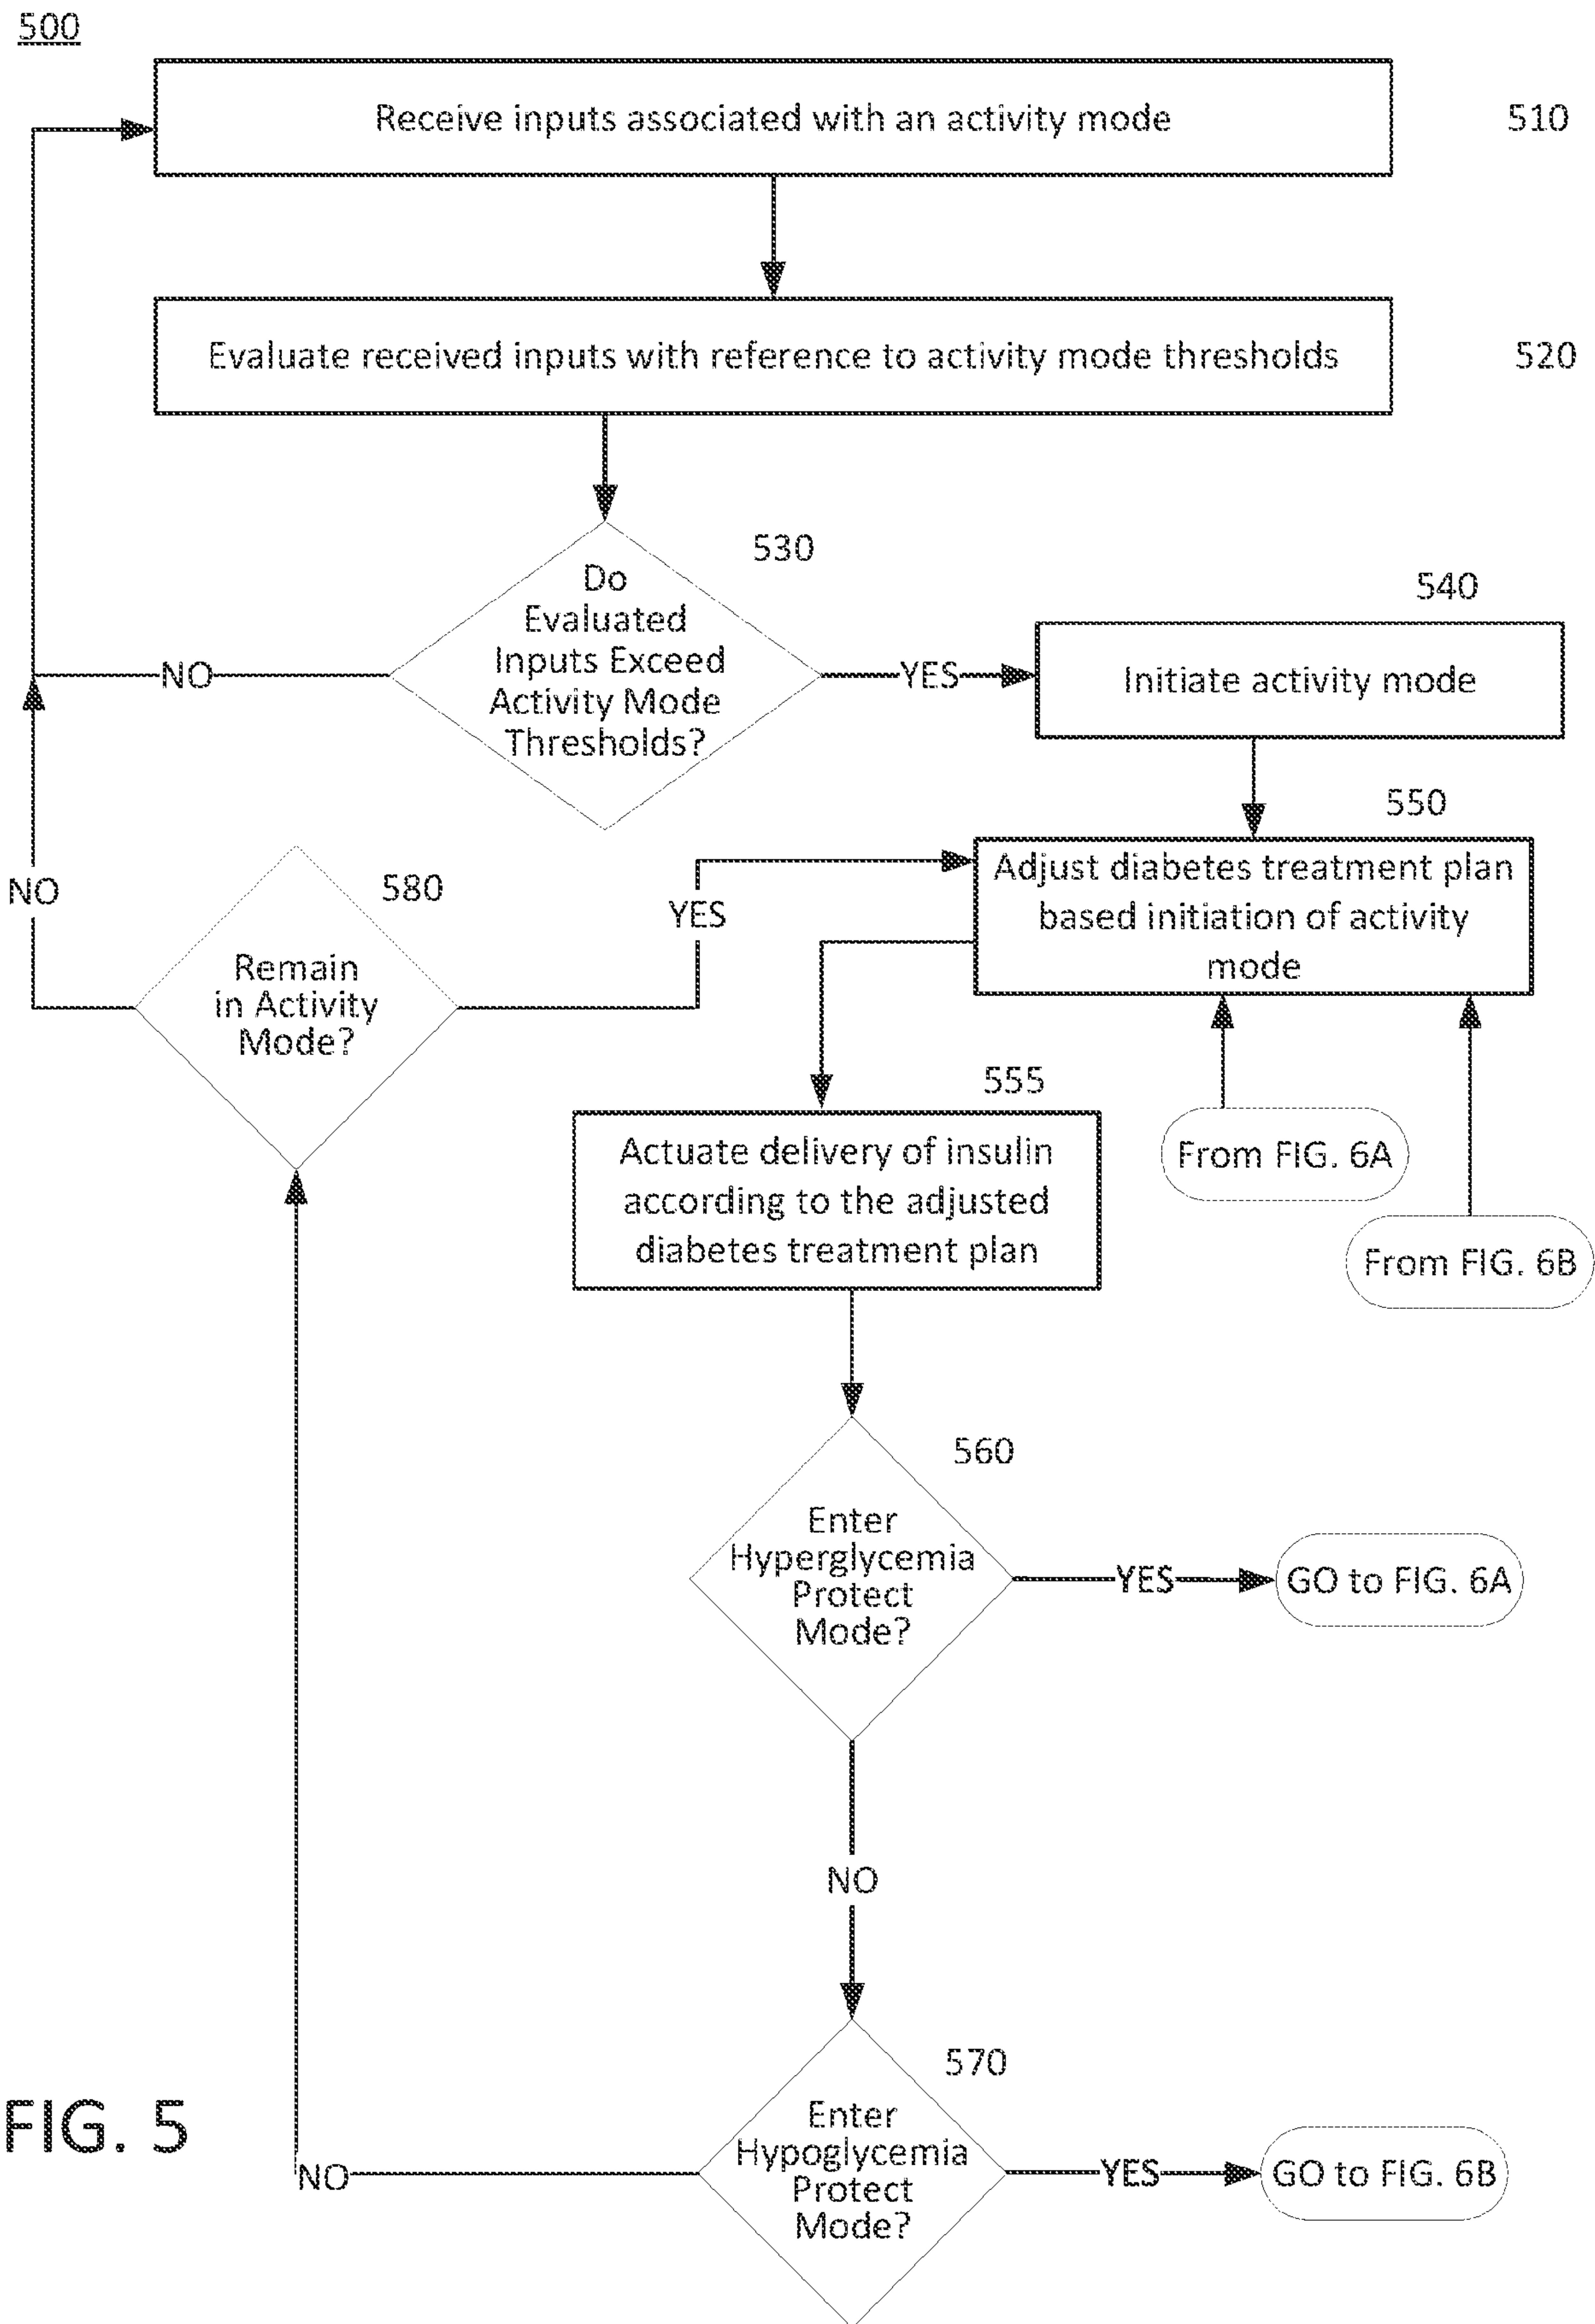 500
Receive inputs associated with an activity mode
510
Evaluate received inputs with reference to activity mode thresholds
520
530
Do
Evaluated
Inputs Exceed
Activity Mode
Thresholds?
NO
YES
540
Initiate activity mode
550
Adjust diabetes treatment plan
based initiation of activity
mode
NO
580
Remain
in Activity
Mode?
YES
555
Actuate delivery of insulin
according to the adjusted
diabetes treatment plan
From FIG. 6A
From FIG. 6B
560
Enter
Hyperglycemia
Protect
Mode?
YES
GO to FIG. 6A
NO
570
Enter
Hypoglycemia
Protect
Mode?
YES
GO to FIG. 6B
NO
FIG. 5